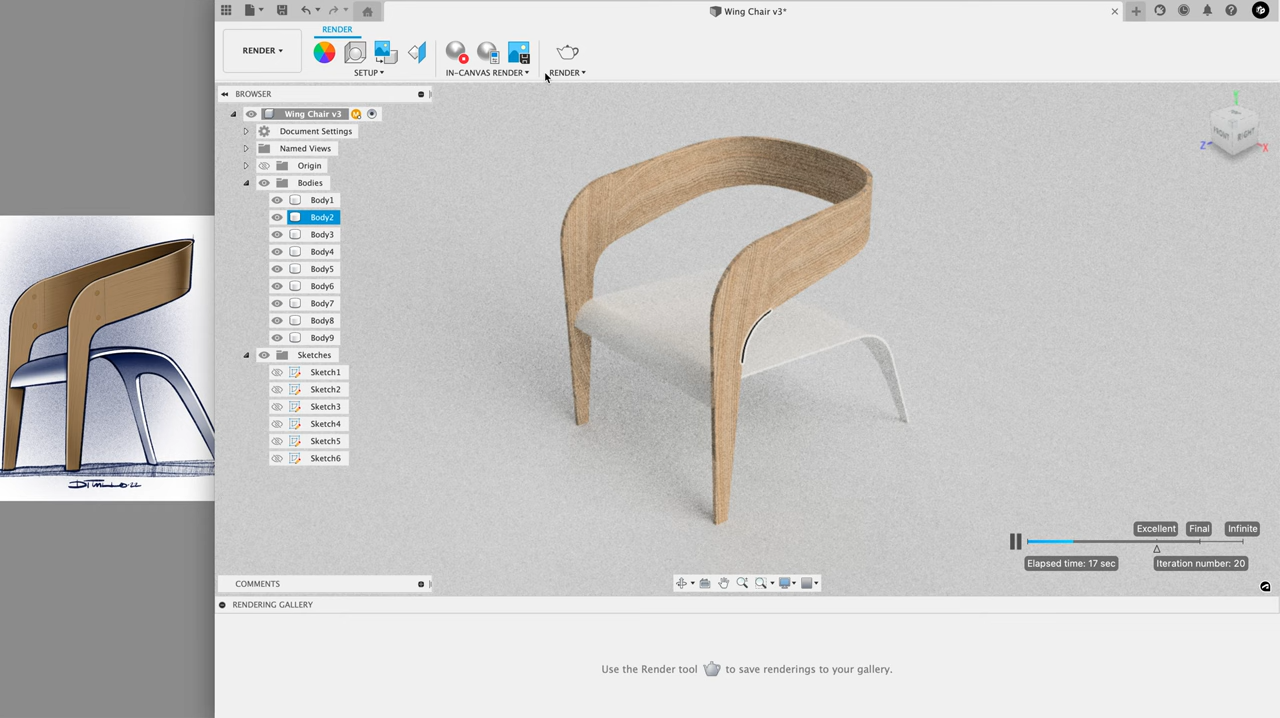 Wing Chair v3*
RENDER
RENDER
SETUP
IN-CANVAS RENDER
RENDER
BROWSER
Wing Chair v3
Document Settings
Named Views
Origin
Bodies
Body1
Body2
Body3
Body4
Body5
Body6
Body7
Body8
Body9
Sketches
Sketch1
Sketch2
Sketch3
Sketch4
Sketch5
Sketch6
FRONT
RIGHT
Y
Z
X
Excellent
Final
Infinite
Elapsed time: 17 sec
Iteration number: 20
COMMENTS
RENDERING GALLERY
Use the Render tool to save renderings to your gallery.